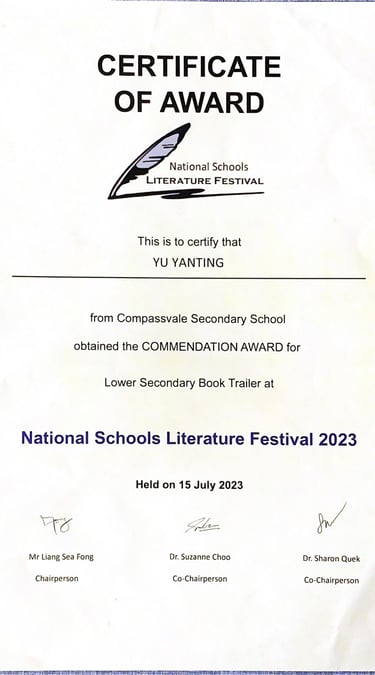 CERTIFICATE
OF AWARD
National Schools
LITERATURE FESTIVAL
This is to certify that
YU YANTING
from Compassvale Secondary School
obtained the COMMENDATION AWARD for
Lower Secondary Book Trailer at
National Schools Literature Festival 2023
Held on 15 July 2023
Mr Liang Sea Fong
Dr. Suzanne Choo
Dr. Sharon Quek
Chairperson
Co-Chairperson
Co-Chairperson